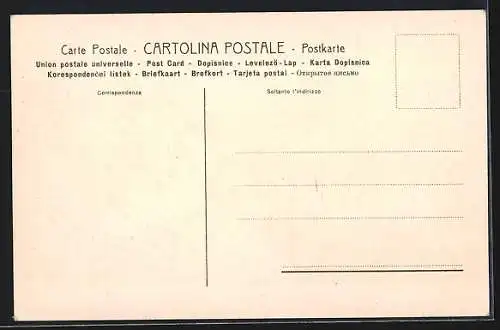 Carte Postale - CARTOLINA POSTALE - Postkarte
Union postale universelle - Post Card - Dopisnice - Levelező-Lap - Karta Dopisnica
Korespondenční listek - Briefkaart - Brefkort - Tarjeta postal - Открытое письмо
Corrispondenza
Soltanto l'indirizzo